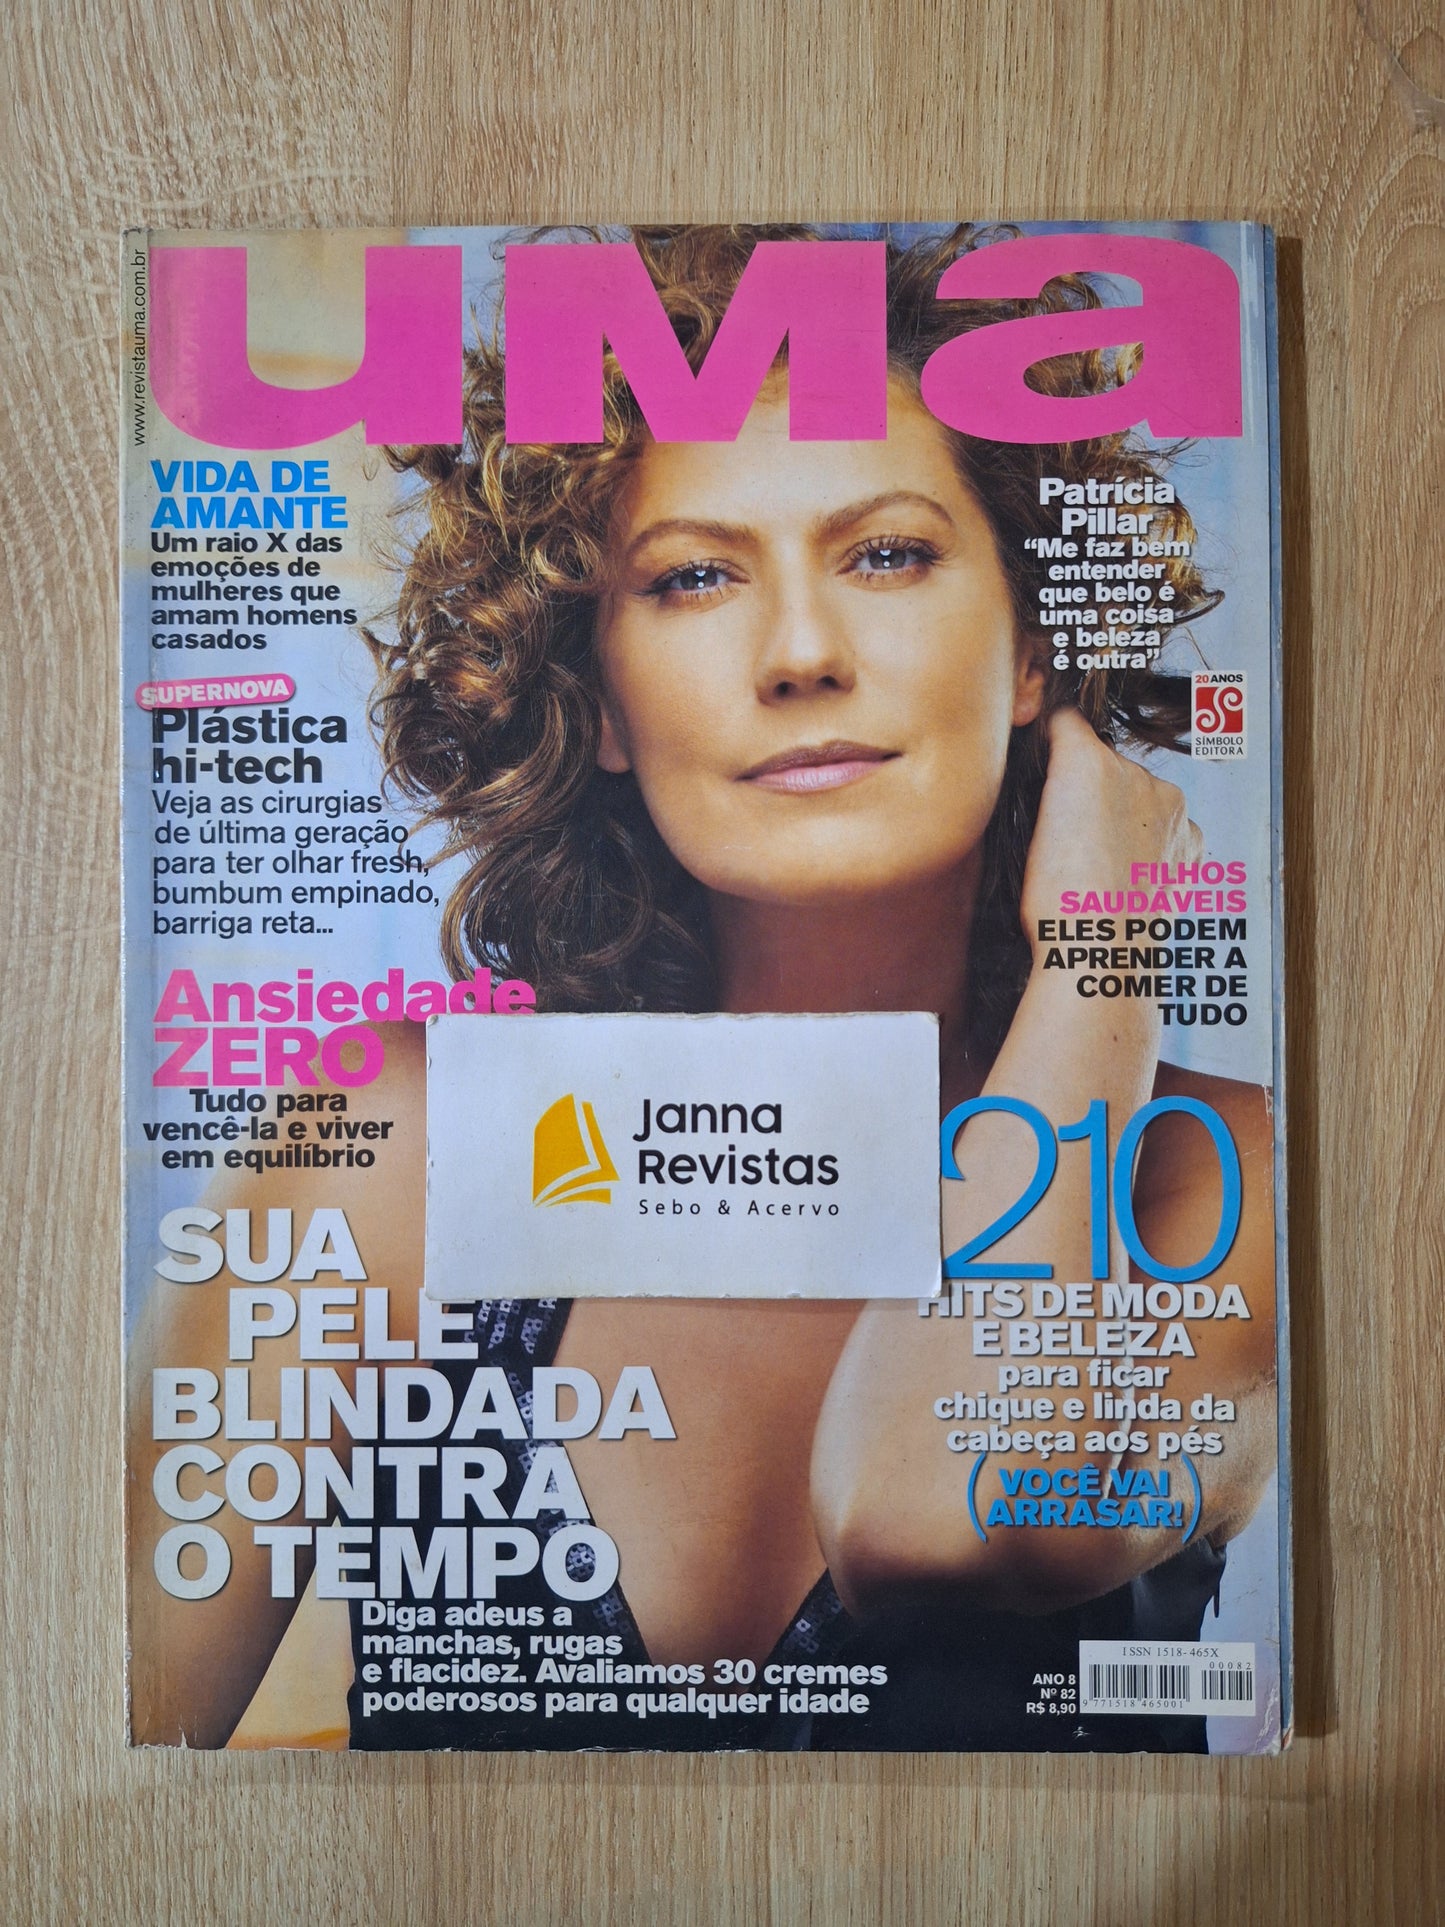 uma
www.revistauma.com.br
VIDA DE
AMANTE
Um raio X das
emoções de
mulheres que
amam homens
casados
SUPERNOVA
Plástica
hi-tech
Veja as cirurgias
de última geração
para ter olhar fresh,
bumbum empinado,
barriga reta...
Ansiedade
ZERO
Tudo para
vencê-la e viver
em equilíbrio
SUA
PELE
BLINDADA
CONTRA
O TEMPO
Diga adeus a
manchas, rugas
e flacidez. Avaliamos 30 cremes
poderosos para qualquer idade
Patrícia
Pillar
“Me faz bem
entender
que belo é
uma coisa
e beleza
é outra”
20 ANOS
SÍMBOLO
EDITORA
FILHOS
SAUDÁVEIS
ELES PODEM
APRENDER A
COMER DE
TUDO
Janna
Revistas
Sebo & Acervo
210
HITS DE MODA
E BELEZA
para ficar
chique e linda da
cabeça aos pés
(VOCÊ VAI
ARRASAR!)
ANO 8
Nº 82
R$ 8,90
ISSN 1518-465X
00082
9 771518 465001